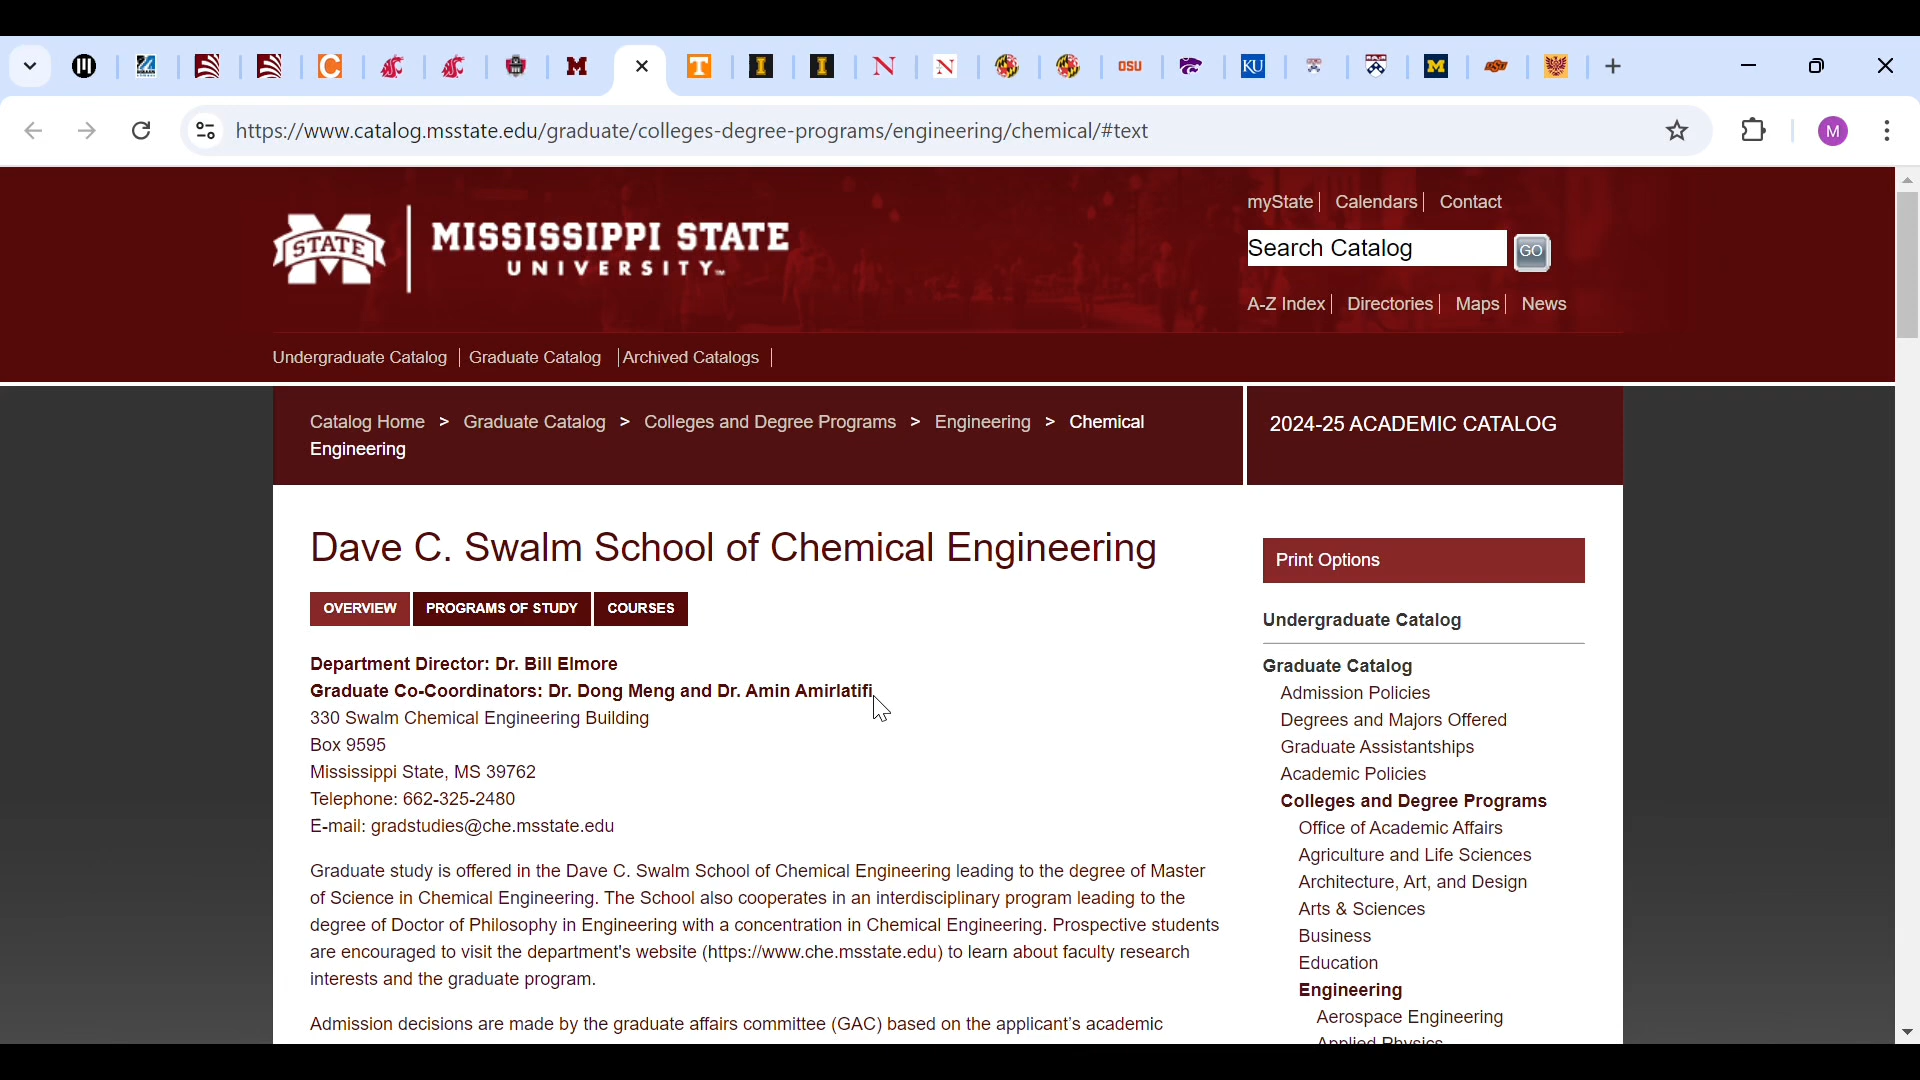 https://www.catalog.msstate.edu/graduate/colleges-degree-programs/engineering/chemical/#text
M
STATE
MISSISSIPPI STATE
UNIVERSITY™
myState
Calendars
Contact
Search Catalog
GO
A-Z Index
Directories
Maps
News
Undergraduate Catalog
Graduate Catalog
Archived Catalogs
Catalog Home > Graduate Catalog > Colleges and Degree Programs > Engineering > Chemical
Engineering
2024-25 ACADEMIC CATALOG
Dave C. Swalm School of Chemical Engineering
OVERVIEW
PROGRAMS OF STUDY
COURSES
Department Director: Dr. Bill Elmore
Graduate Co-Coordinators: Dr. Dong Meng and Dr. Amin Amirlatifi
330 Swalm Chemical Engineering Building
Box 9595
Mississippi State, MS 39762
Telephone: 662-325-2480
E-mail: gradstudies@che.msstate.edu
Graduate study is offered in the Dave C. Swalm School of Chemical Engineering leading to the degree of Master
of Science in Chemical Engineering. The School also cooperates in an interdisciplinary program leading to the
degree of Doctor of Philosophy in Engineering with a concentration in Chemical Engineering. Prospective students
are encouraged to visit the department's website (https://www.che.msstate.edu) to learn about faculty research
interests and the graduate program.
Admission decisions are made by the graduate affairs committee (GAC) based on the applicant's academic
Print Options
Undergraduate Catalog
Graduate Catalog
Admission Policies
Degrees and Majors Offered
Graduate Assistantships
Academic Policies
Colleges and Degree Programs
Office of Academic Affairs
Agriculture and Life Sciences
Architecture, Art, and Design
Arts & Sciences
Business
Education
Engineering
Aerospace Engineering
Applied Physics